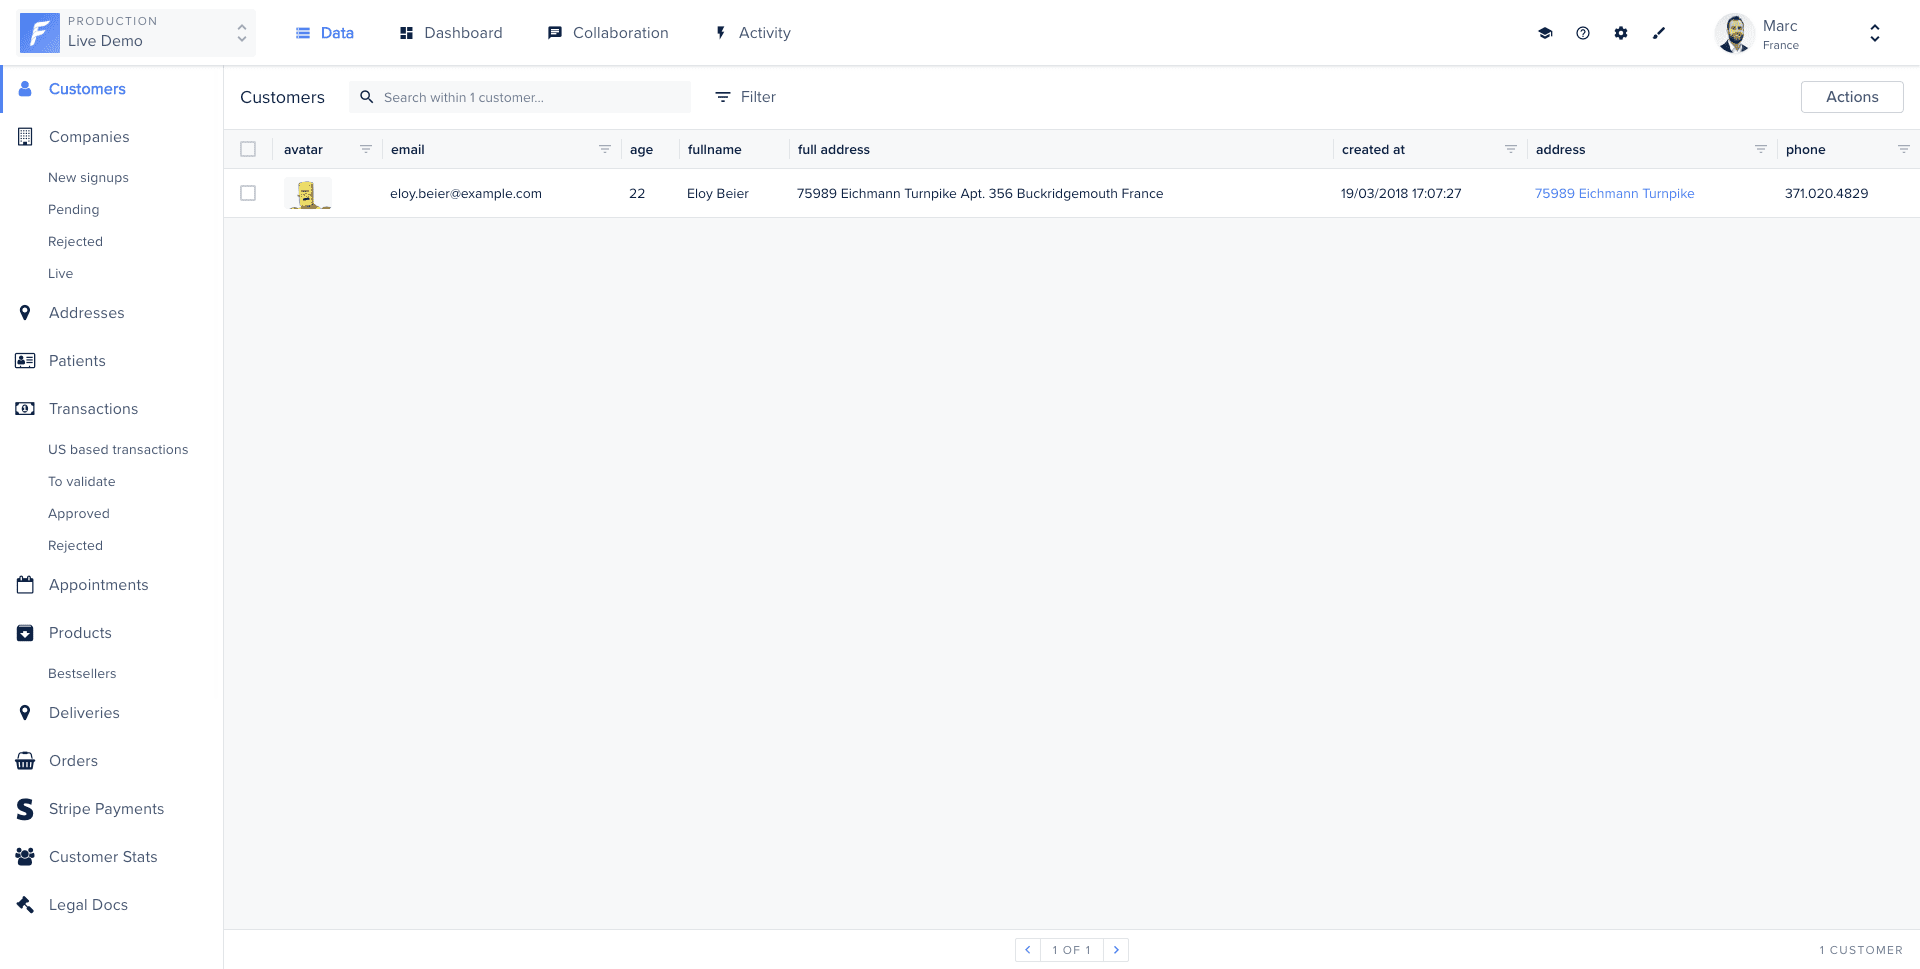 PRODUCTION
Live Demo
Data
Dashboard
Collaboration
Activity
Marc
France
Customers
Companies
New signups
Pending
Rejected
Live
Addresses
Patients
Transactions
US based transactions
To validate
Approved
Rejected
Appointments
Products
Bestsellers
Deliveries
Orders
Stripe Payments
Customer Stats
Legal Docs
Customers
Search within 1 customer...
Filter
Actions
avatar email age fullname full address created at address phone
eloy.beier@example.com 22 Eloy Beier 75989 Eichmann Turnpike Apt. 356 Buckridgemouth France 19/03/2018 17:07:27 75989 Eichmann Turnpike 371.020.4829
1 OF 1
1 CUSTOMER